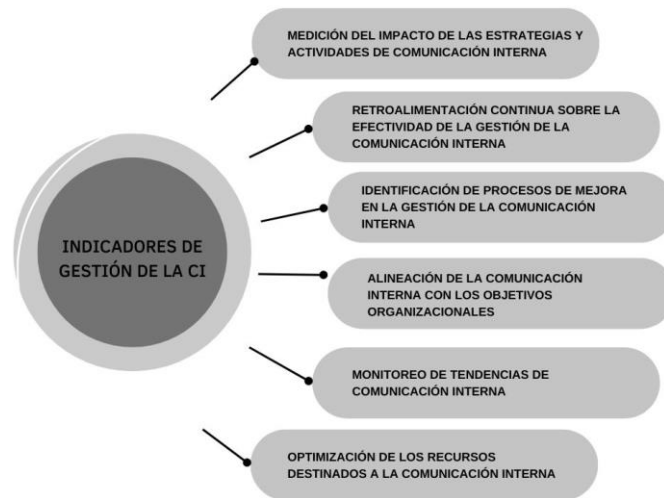 MEDICIÓN DEL IMPACTO DE LAS ESTRATEGIAS Y
ACTIVIDADES DE COMUNICACIÓN INTERNA
RETROALIMENTACIÓN CONTINUA SOBRE LA
EFECTIVIDAD DE LA GESTIÓN DE LA
COMUNICACIÓN INTERNA
IDENTIFICACIÓN DE PROCESOS DE MEJORA
EN LA GESTIÓN DE LA COMUNICACIÓN
INTERNA
INDICADORES DE
GESTIÓN DE LA CI
ALINEACIÓN DE LA COMUNICACIÓN
INTERNA CON LOS OBJETIVOS
ORGANIZACIONALES
MONITOREO DE TENDENCIAS DE
COMUNICACIÓN INTERNA
OPTIMIZACIÓN DE LOS RECURSOS
DESTINADOS A LA COMUNICACIÓN INTERNA